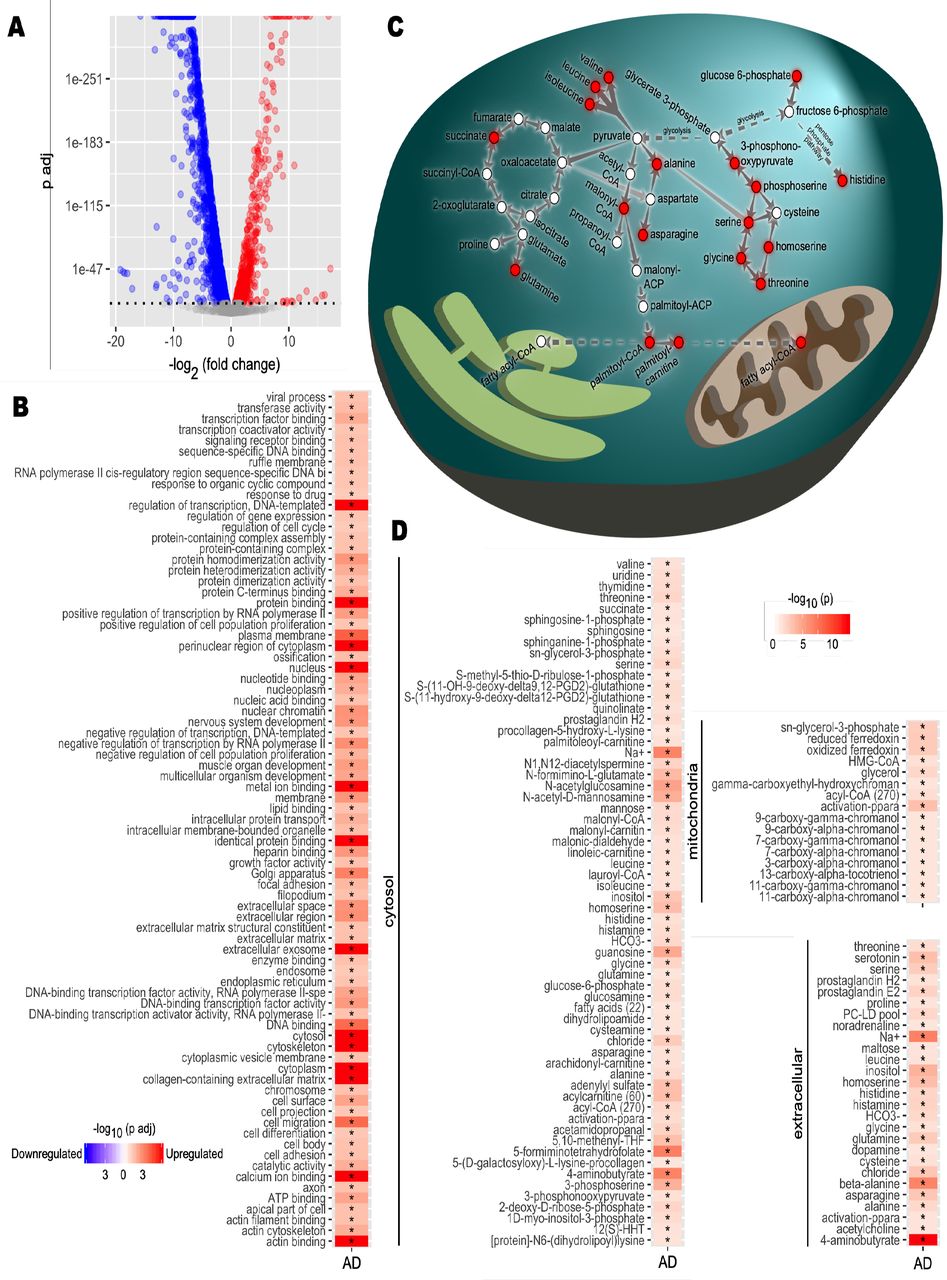 A
p adj
1e-251
1e-183
1e-115
1e-47
-20
-10
0
10
-log2 (fold change)
C
valine
leucine
isoleucine
glycerate 3-phosphate
glucose 6-phosphate
fructose 6-phosphate
glycolysis
glycolysis
pentose
phosphate
pathway
fumarate
malate
pyruvate
succinate
oxaloacetate
acetyl-
CoA
alanine
3-phosphono-
oxypyruvate
histidine
succinyl-CoA
citrate
malonyl-
CoA
aspartate
phosphoserine
2-oxoglutarate
isocitrate
propanoyl-
CoA
asparagine
serine
cysteine
proline
glutamate
homoserine
glycine
glutamine
malonyl-
ACP
threonine
palmitoyl-ACP
fatty acyl-CoA
palmitoyl-CoA
palmitoyl-
carnitine
fatty acyl-CoA
B
viral process
transferase activity
transcription factor binding
transcription coactivator activity
signaling receptor binding
sequence-specific DNA binding
ruffle membrane
RNA polymerase II cis-regulatory region sequence-specific DNA bi
response to organic cyclic compound
response to drug
regulation of transcription, DNA-templated
regulation of gene expression
regulation of cell cycle
protein-containing complex assembly
protein-containing complex
protein homodimerization activity
protein heterodimerization activity
protein dimerization activity
protein C-terminus binding
protein binding
positive regulation of transcription by RNA polymerase II
positive regulation of cell population proliferation
plasma membrane
perinuclear region of cytoplasm
ossification
nucleus
nucleotide binding
nucleoplasm
nucleic acid binding
nuclear chromatin
nervous system development
negative regulation of transcription, DNA-templated
negative regulation of transcription by RNA polymerase II
negative regulation of cell population proliferation
muscle organ development
multicellular organism development
metal ion binding
membrane
lipid binding
intracellular protein transport
intracellular membrane-bounded organelle
identical protein binding
heparin binding
growth factor activity
Golgi apparatus
focal adhesion
filopodium
extracellular space
extracellular region
extracellular matrix structural constituent
extracellular matrix
extracellular exosome
enzyme binding
endosome
endoplasmic reticulum
DNA-binding transcription factor activity, RNA polymerase II-spe
DNA-binding transcription factor activity
DNA-binding transcription activator activity, RNA polymerase II-
DNA binding
cytosol
cytoskeleton
cytoplasmic vesicle membrane
cytoplasm
collagen-containing extracellular matrix
chromosome
cell surface
cell projection
cell migration
cell differentiation
cell body
cell adhesion
catalytic activity
calcium ion binding
axon
ATP binding
apical part of cell
actin filament binding
actin cytoskeleton
actin binding
AD
-log10 (p adj)
Downregulated
Upregulated
3 0 3
D
cytosol
valine
uridine
thymidine
threonine
succinate
sphingosine-1-phosphate
sphingosine
sphinganine-1-phosphate
sn-glycerol-3-phosphate
serine
S-methyl-5-thio-D-ribulose-1-phosphate
S-(11-OH-9-deoxy-delta9,12-PGD2)-glutathione
S-(11-hydroxy-9-deoxy-delta12-PGD2)-glutathione
quinolinate
prostaglandin H2
procollagen-5-hydroxy-L-lysine
palmitoleoyl-carnitine
Na+
N1,N12-diacetylspermine
N-formimino-L-glutamate
N-acetylglucosamine
N-acetyl-D-mannosamine
mannose
malonyl-CoA
malonyl-carnitin
malonic-dialdehyde
linoleic-carnitine
leucine
lauroyl-CoA
isoleucine
inositol
homoserine
histidine
histamine
HCO3-
guanosine
glycine
glutamine
glucose-6-phosphate
glucosamine
fatty acids (22)
dihydrolipoamide
cysteamine
chloride
asparagine
arachidonyl-carnitine
alanine
adenylyl sulfate
acylcarnitine (60)
acyl-CoA (270)
activation-ppara
acetamidopropanal
5,10-methenyl-THF
5-formiminotetrahydrofolate
5-(D-galactosyloxy)-L-lysine-procollagen
4-aminobutyrate
3-phosphoserine
3-phosphonooxypyruvate
2-deoxy-D-ribose-5-phosphate
1D-myo-inositol-3-phosphate
12(S)-HHT
[protein]-N6-(dihydrolipoyl)lysine
AD
-log10 (p)
0 5 10
mitochondria
sn-glycerol-3-phosphate
reduced ferredoxin
oxidized ferredoxin
HMG-CoA
glycerol
gamma-carboxyethyl-hydroxychroman
acyl-CoA (270)
activation-ppara
9-carboxy-gamma-chromanol
9-carboxy-alpha-chromanol
7-carboxy-gamma-chromanol
7-carboxy-alpha-chromanol
3-carboxy-alpha-chromanol
13-carboxy-alpha-tocotrienol
11-carboxy-gamma-chromanol
11-carboxy-alpha-chromanol
extracellular
threonine
serotonin
serine
prostaglandin H2
prostaglandin E2
proline
PC-LD pool
noradrenaline
Na+
maltose
leucine
inositol
homoserine
histidine
histamine
HCO3-
glycine
glutamine
dopamine
cysteine
chloride
beta-alanine
asparagine
alanine
activation-ppara
acetylcholine
4-aminobutyrate
AD